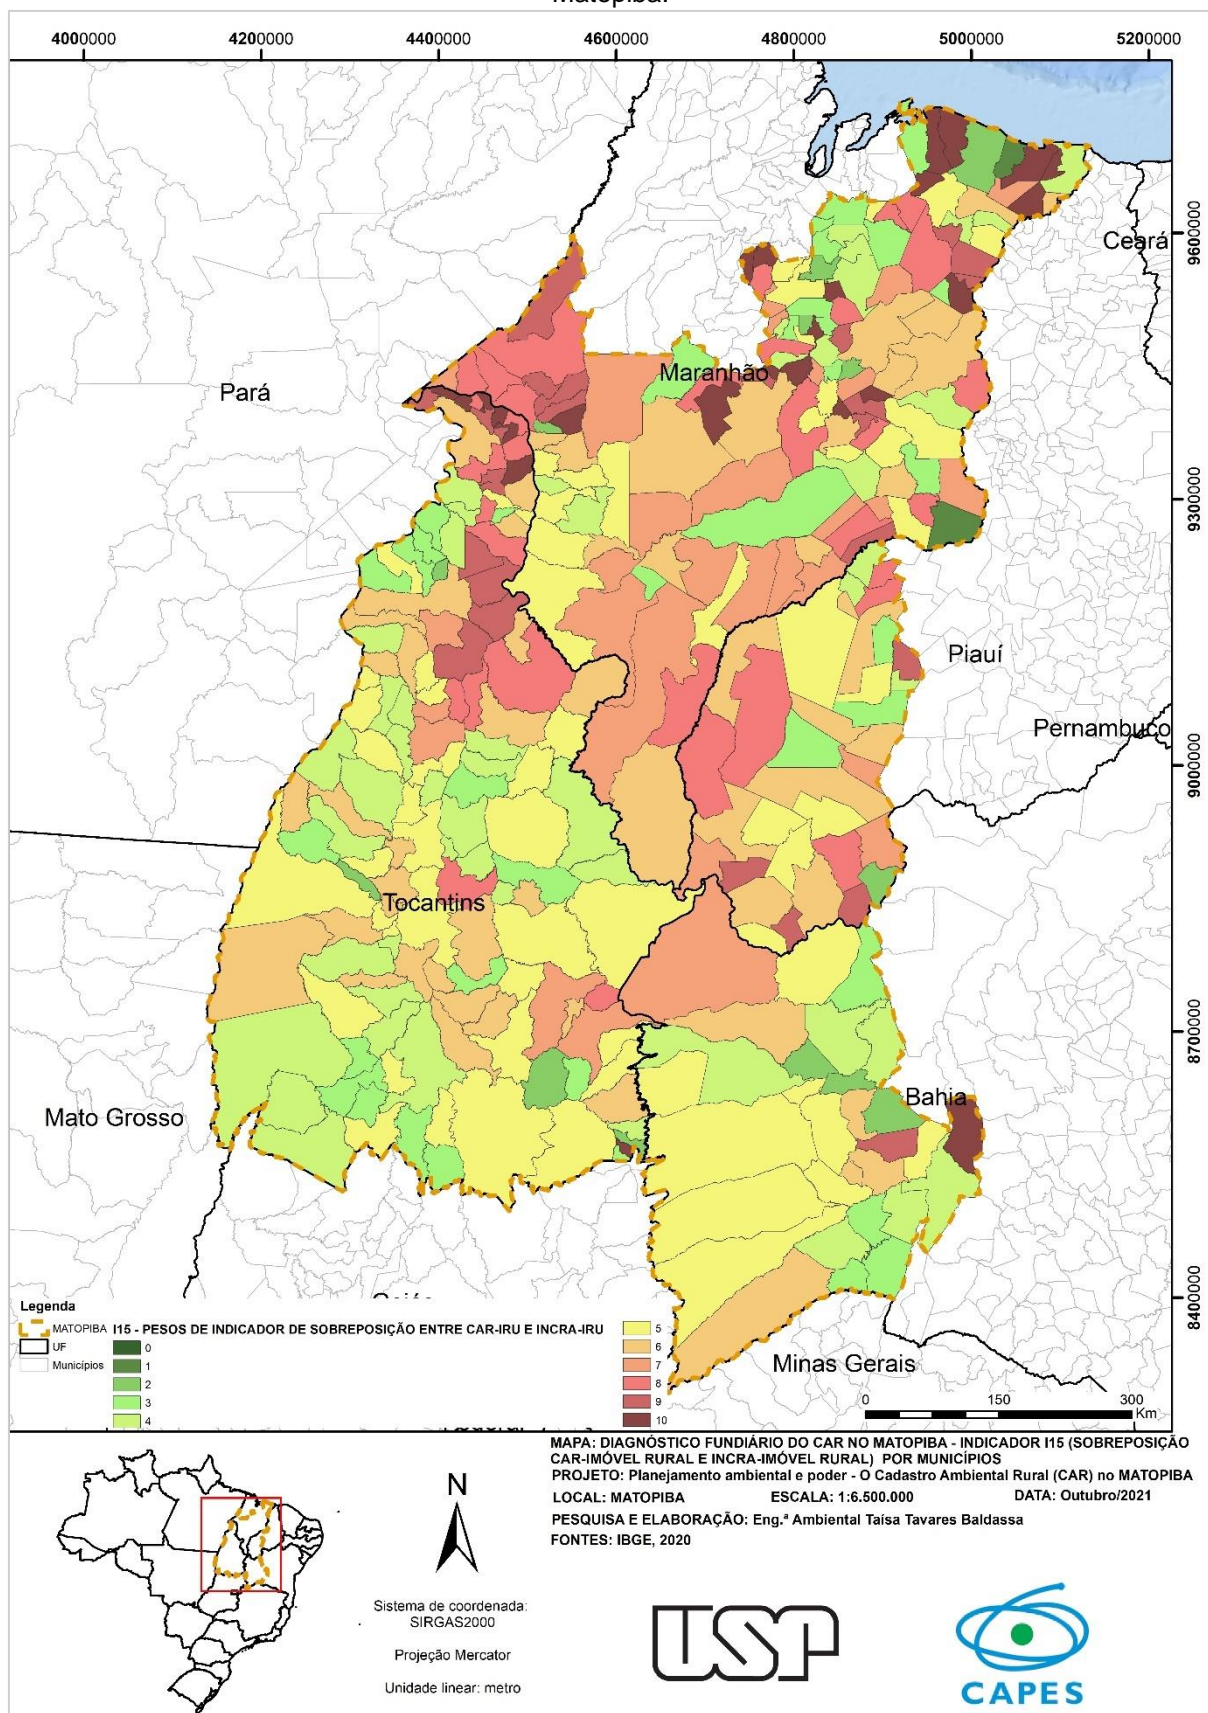 Matopiba.
4000000 4200000 4400000 4600000 4800000 5000000 5200000
9600000
9300000
9000000
8700000
8400000
Ceará
Pará
Maranhão
Piauí
Pernambuco
Tocantins
Bahia
Mato Grosso
Minas Gerais
Legenda
MATOPIBA
UF
Municípios
I15 - PESOS DE INDICADOR DE SOBREPOSIÇÃO ENTRE CAR-IRU E INCRA-IRU
0
1
2
3
4
5
6
7
8
9
10
0 150 300
Km
MAPA: DIAGNÓSTICO FUNDIÁRIO DO CAR NO MATOPIBA - INDICADOR I15 (SOBREPOSIÇÃO
CAR-IMÓVEL RURAL E INCRA-IMÓVEL RURAL) POR MUNICÍPIOS
PROJETO: Planejamento ambiental e poder - O Cadastro Ambiental Rural (CAR) no MATOPIBA
LOCAL: MATOPIBA ESCALA: 1:6.500.000 DATA: Outubro/2021
PESQUISA E ELABORAÇÃO: Eng.ª Ambiental Taísa Tavares Baldassa
FONTES: IBGE, 2020
N
Sistema de coordenada:
SIRGAS2000
Projeção Mercator
Unidade linear: metro
USP
CAPES